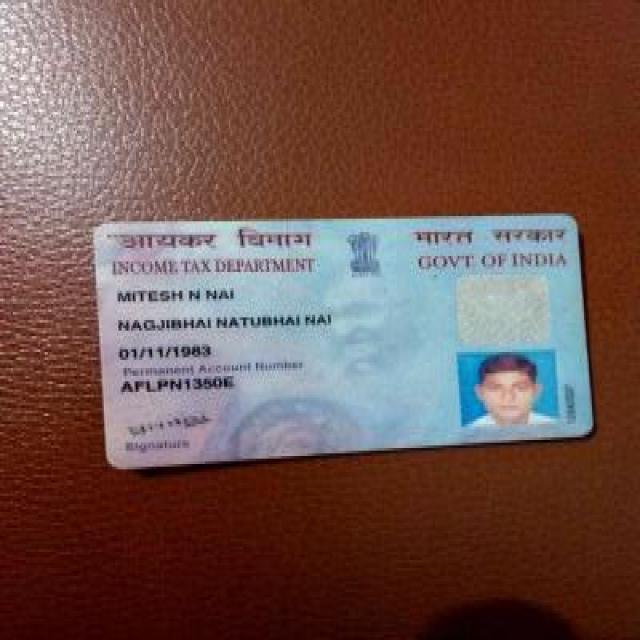 आयकर विभाग
INCOME TAX DEPARTMENT
भारत सरकार
GOVT OF INDIA
MITESH N NAI
NAGJIBHAI NATUBHAI NAI
01/11/1983
Permanent Account Number
AFLPN1350E
Signature